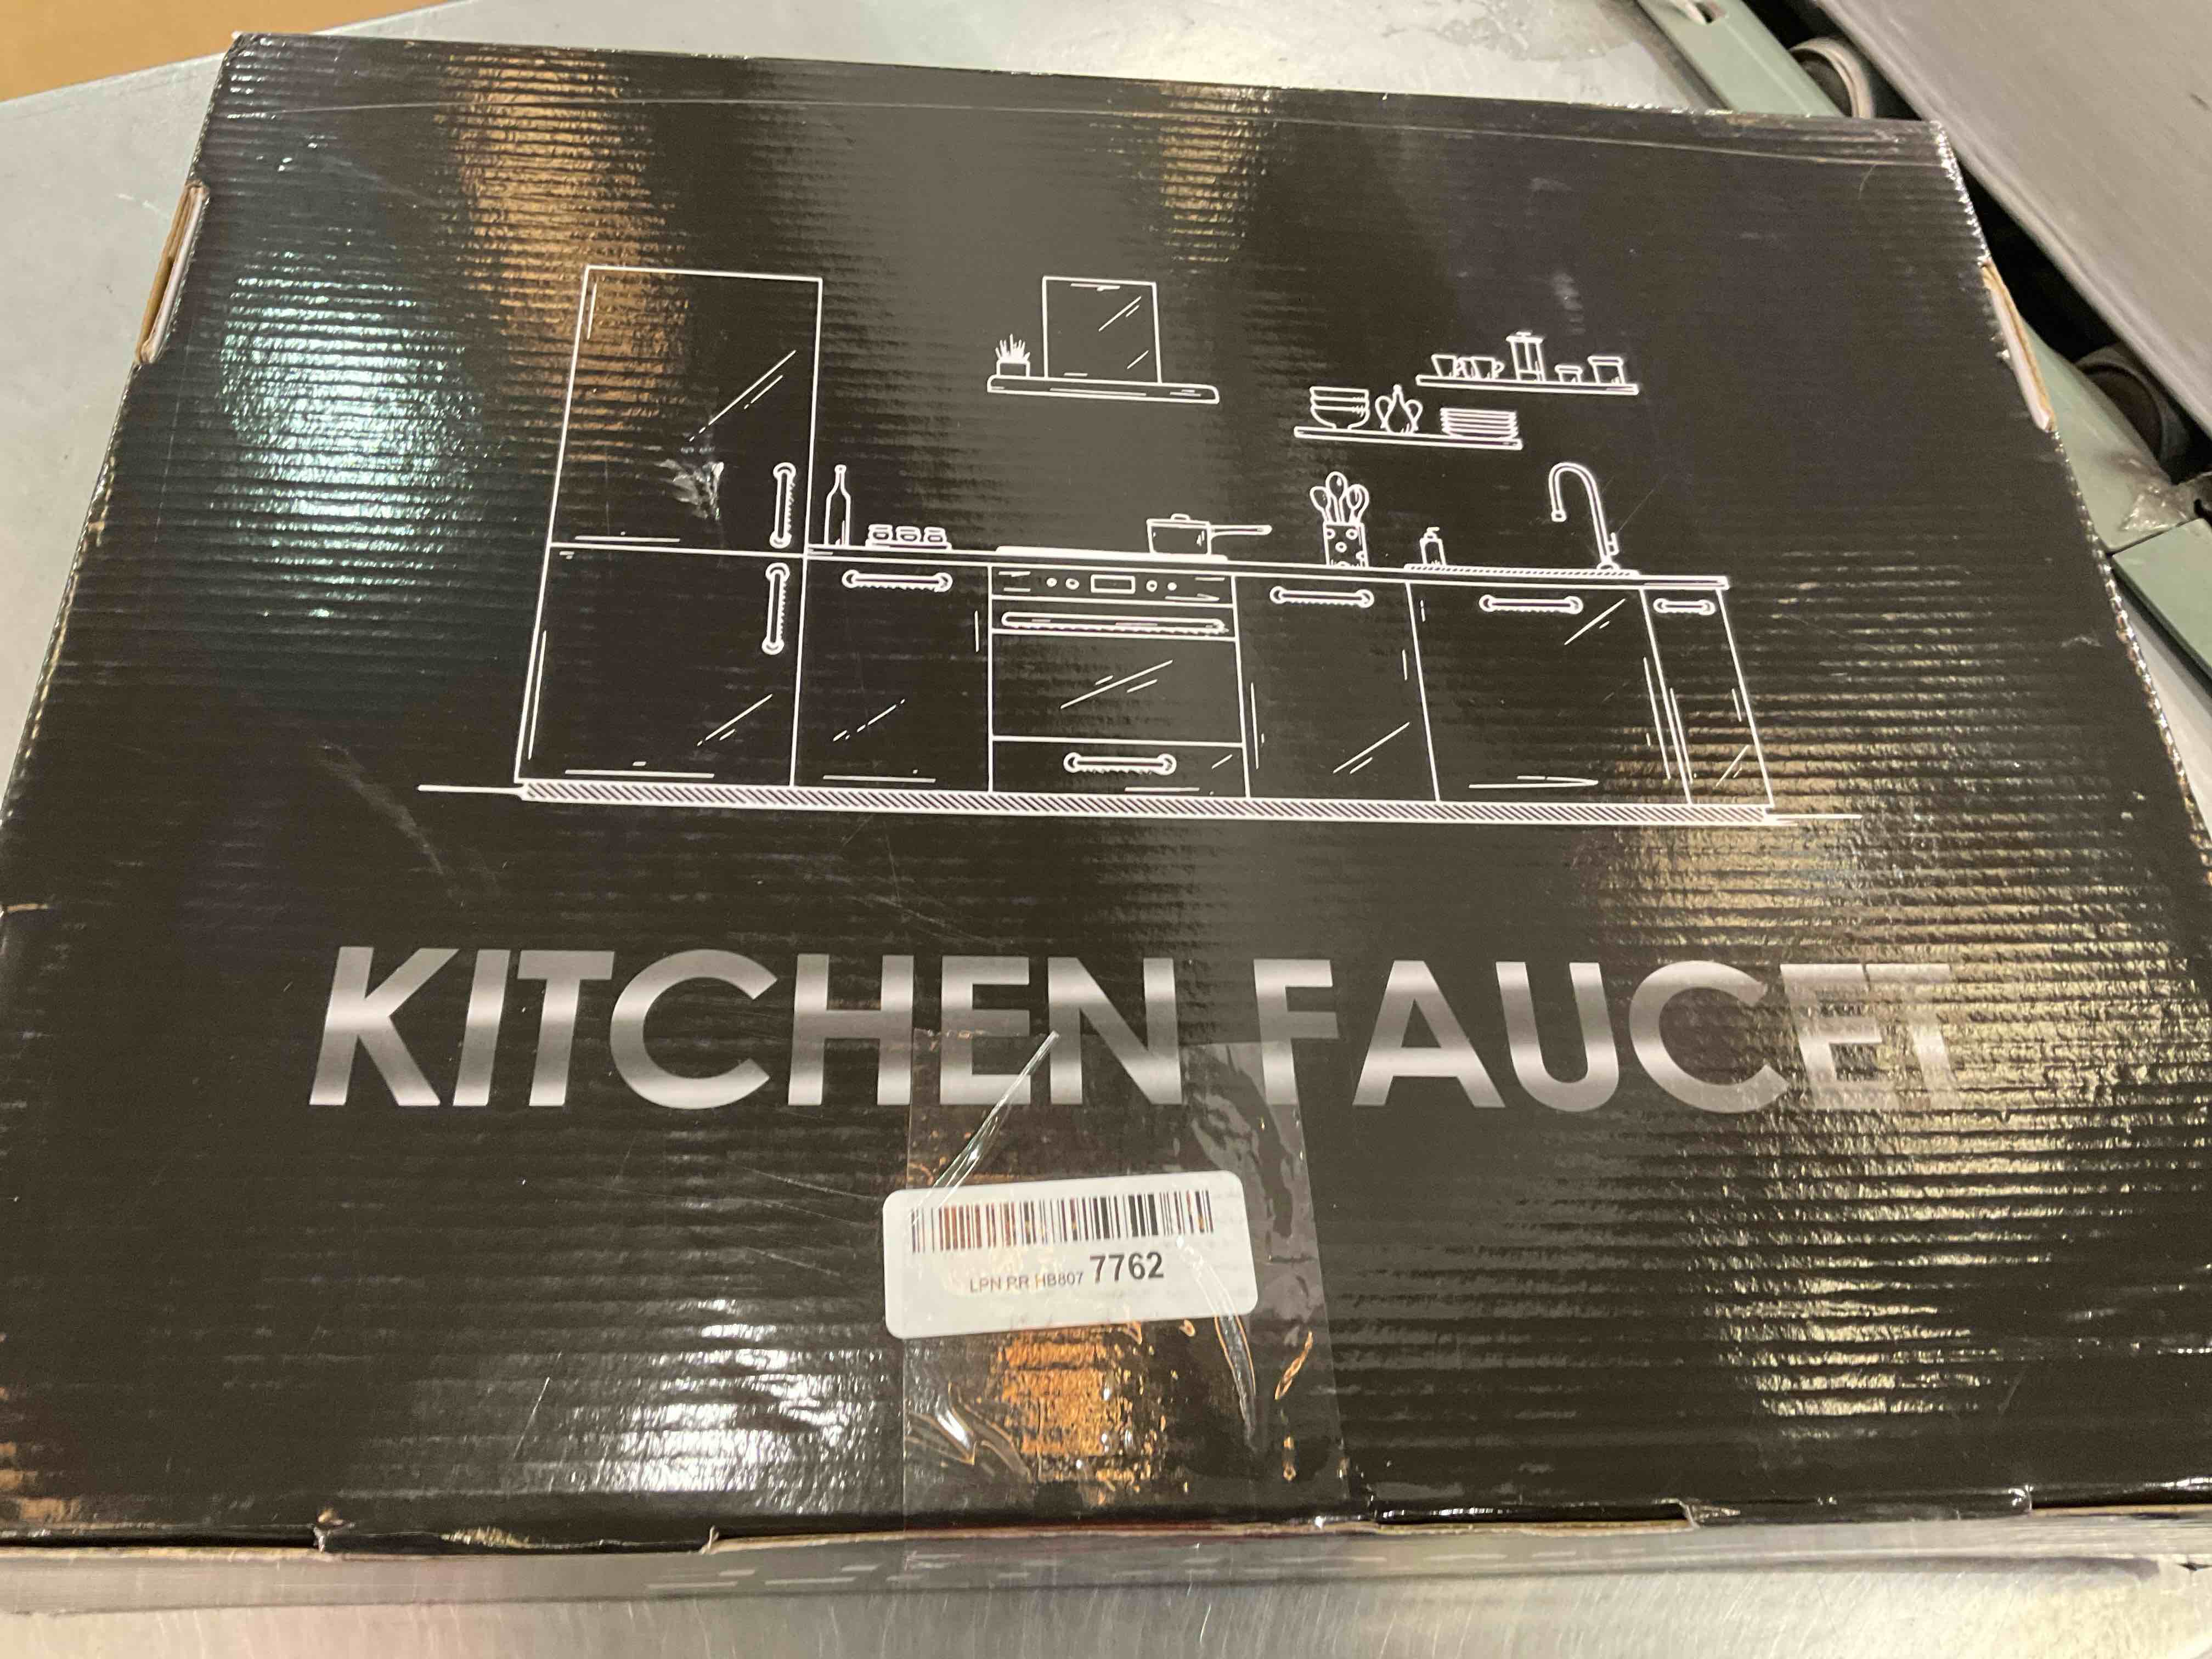 KITCHEN FAUCET
LPN RR HB807 7762